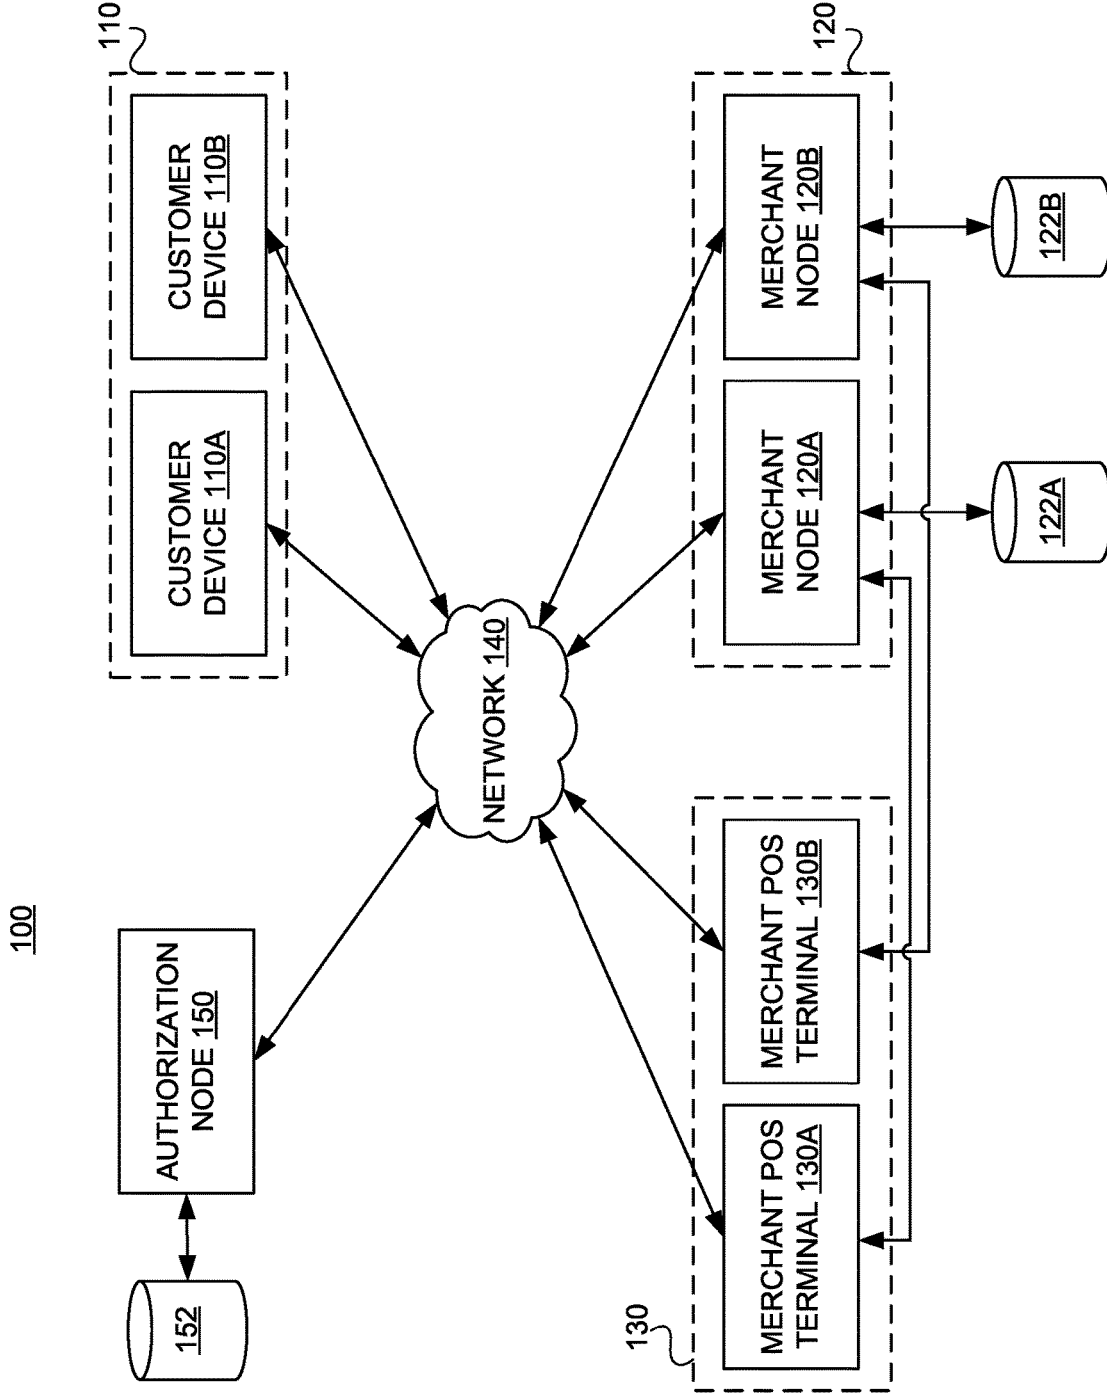 100
152
AUTHORIZATION
NODE 150
110
CUSTOMER
DEVICE 110A
CUSTOMER
DEVICE 110B
NETWORK 140
130
MERCHANT POS
TERMINAL 130A
MERCHANT POS
TERMINAL 130B
120
MERCHANT
NODE 120A
MERCHANT
NODE 120B
122A
122B